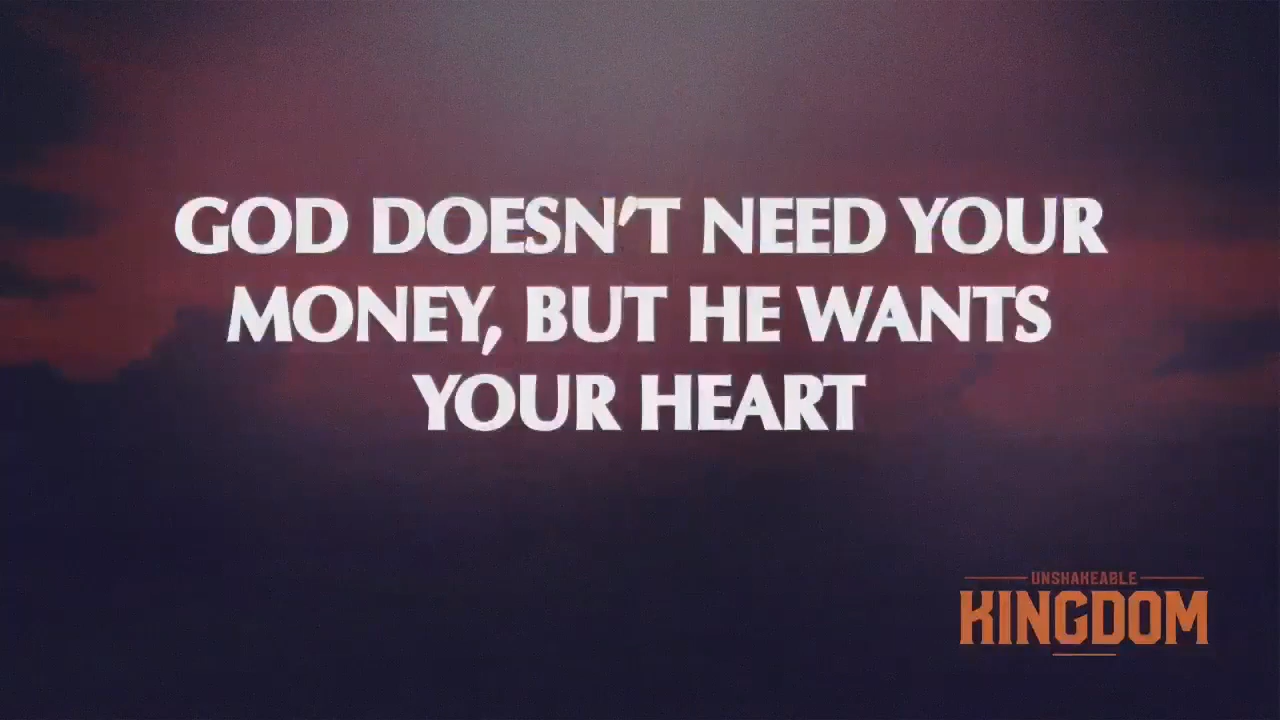 GOD DOESN'T NEED YOUR
MONEY, BUT HE WANTS
YOUR HEART
UNSHAKEABLE
KINGDOM